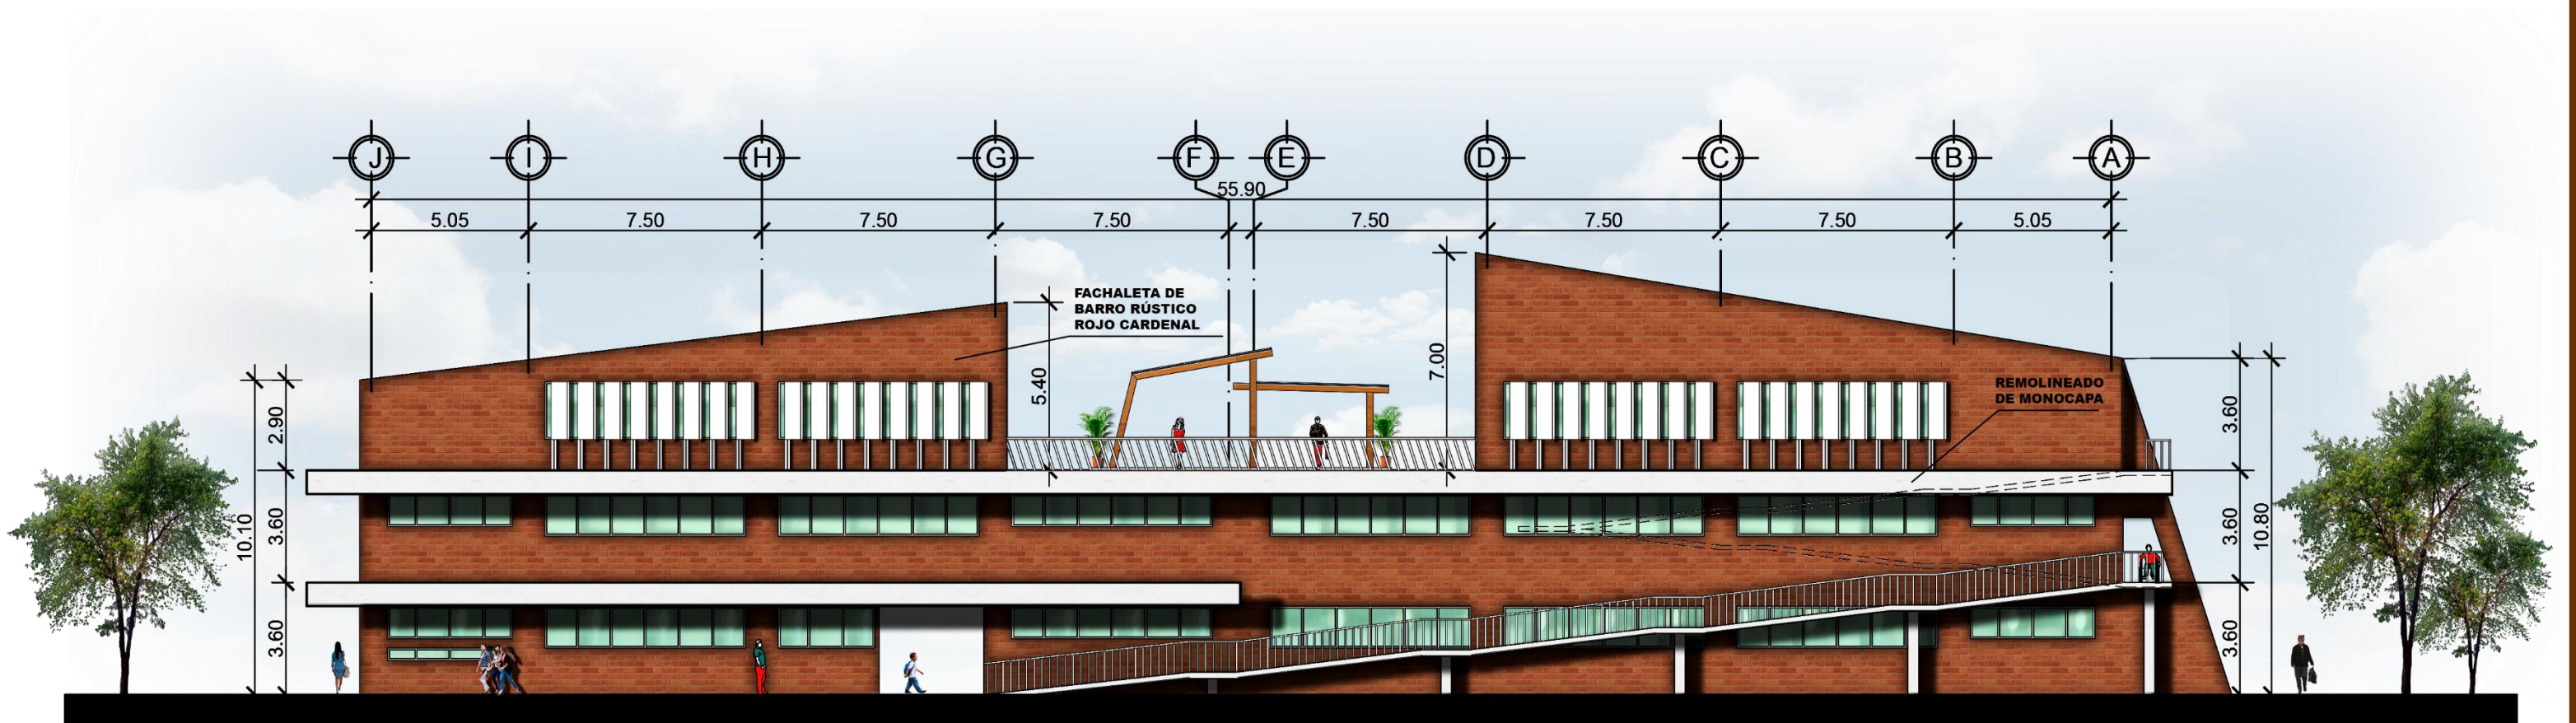 J I H G F E D C B A
55.90
5.05 7.50 7.50 7.50 7.50 7.50 7.50 5.05
FACHALETA DE
BARRO RÚSTICO
ROJO CARDENAL
5.40
7.00
REMOLINEADO
DE MONOCAPA
2.90
3.60
3.60
10.10
3.60
3.60
3.60
10.80